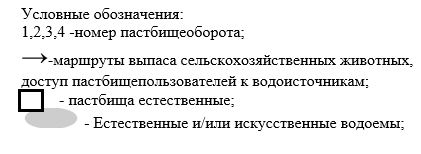 Условные обозначения:
1,2,3,4 -номер пастбищеоборота;
→-маршруты выпаса сельскохозяйственных животных,
доступ пастбищепользователей к водоисточникам;
- пастбища естественные;
- Естественные и/или искусственные водоемы;